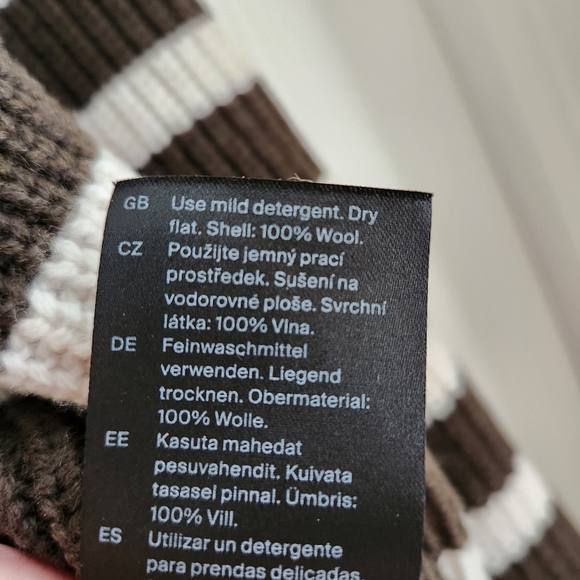 GB Use mild detergent. Dry
flat. Shell: 100% Wool.
CZ Použijte jemný prací
prostředek. Sušení na
vodorovné ploše. Svrchní
látka: 100% Vlna.
DE Feinwaschmittel
verwenden. Liegend
trocknen. Obermaterial:
100% Wolle.
EE Kasuta mahedat
pesuvahendit. Kuivata
tasasel pinnal. Ümbris:
100% Vill.
ES Utilizar un detergente
para prendas delicadas